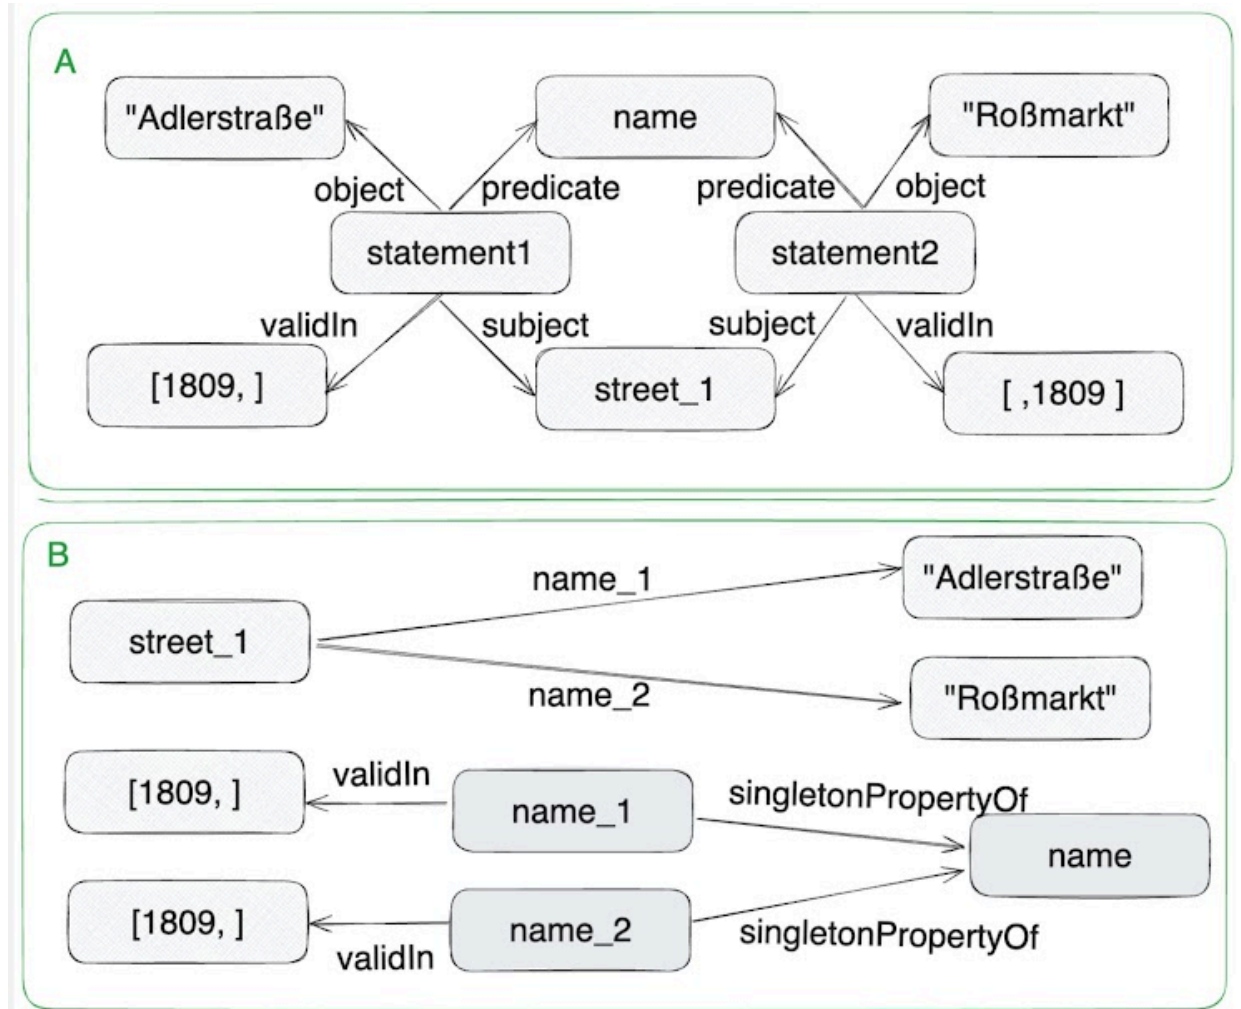 A
"Adlerstraße"
name
"Roßmarkt"
object
predicate
predicate
object
statement1
statement2
validIn
subject
subject
validIn
[1809, ]
street_1
[ ,1809 ]
B
name_1
"Adlerstraße"
street_1
name_2
"Roßmarkt"
[1809, ]
validIn
name_1
singletonPropertyOf
name
[1809, ]
validIn
name_2
singletonPropertyOf